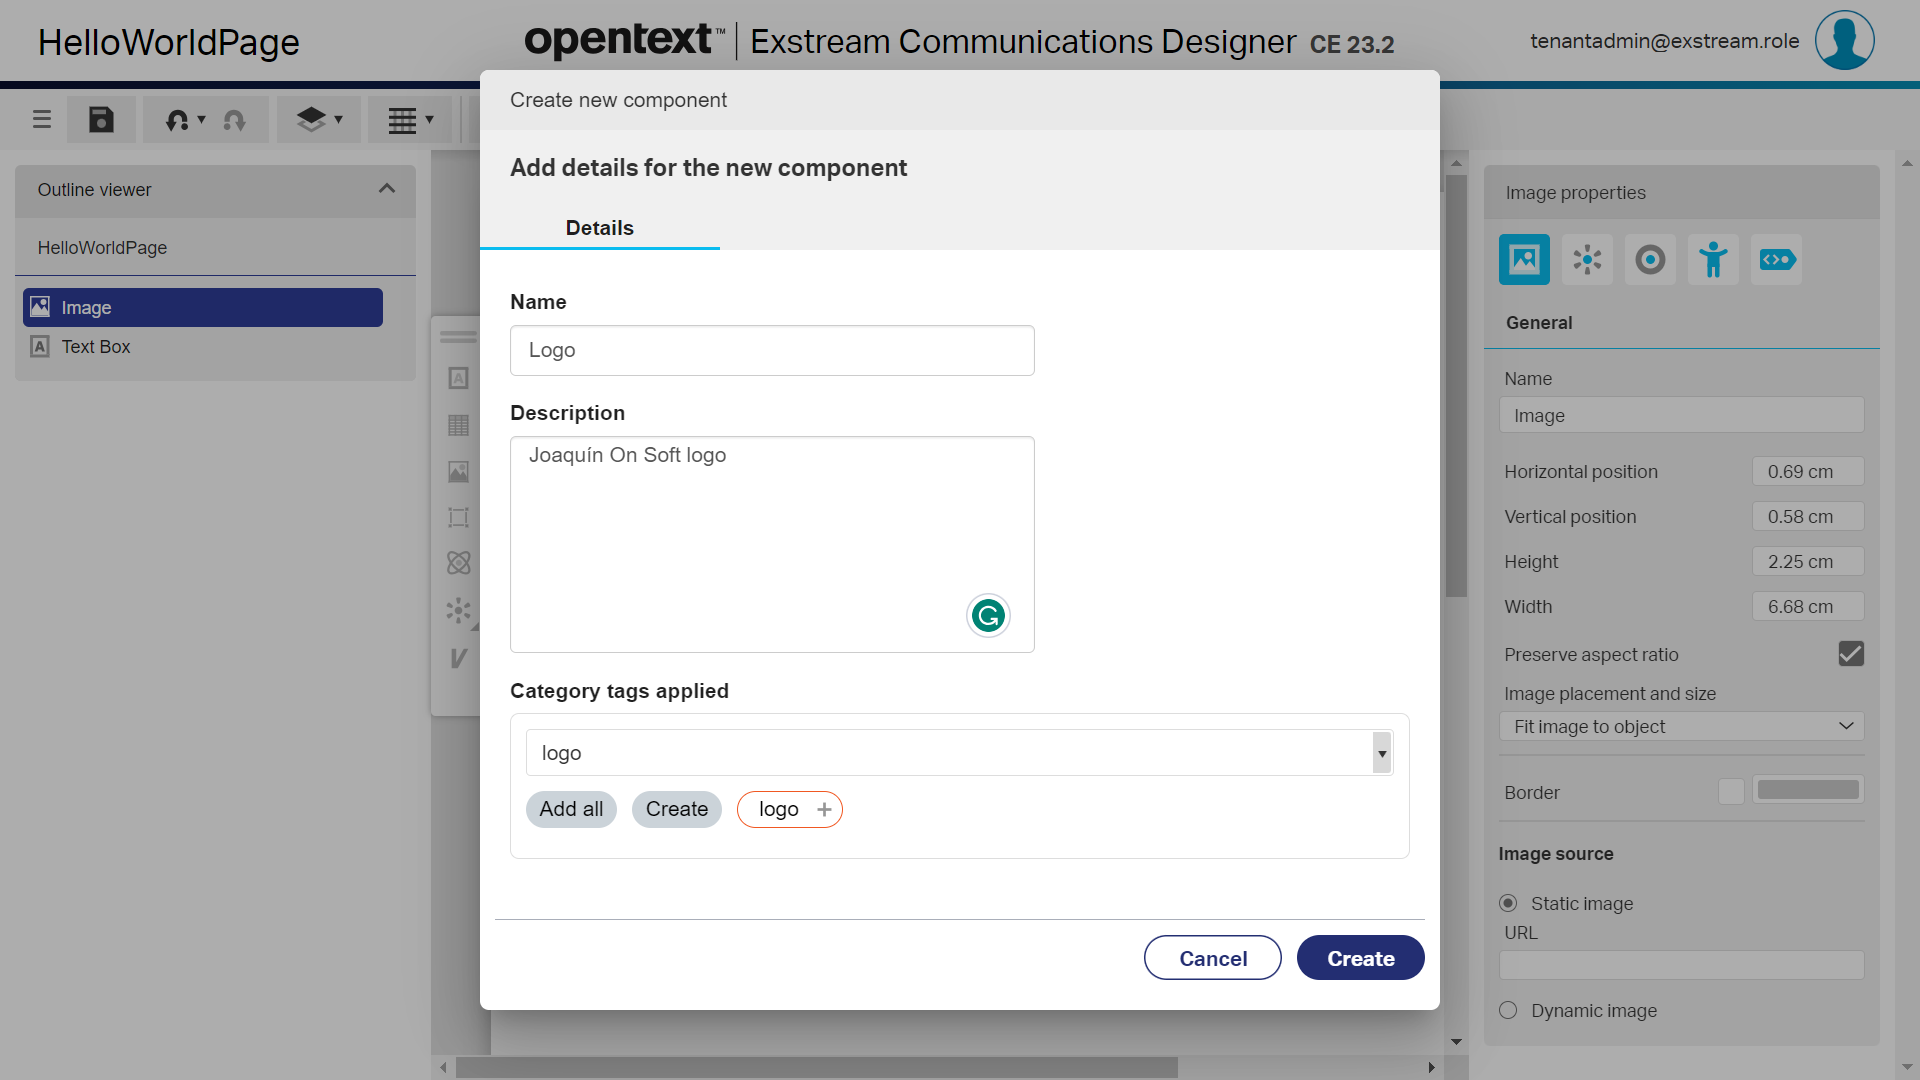 HelloWorldPage
opentext™ | Exstream Communications Designer CE 23.2
tenantadmin@exstream.role
Create new component
Add details for the new component
Details
Name
Logo
Description
Joaquín On Soft logo
Category tags applied
logo
Add all
Create
logo +
Cancel
Create
Outline viewer
HelloWorldPage
Image
Text Box
Image properties
General
Name
Image
Horizontal position 0.69 cm
Vertical position 0.58 cm
Height 2.25 cm
Width 6.68 cm
Preserve aspect ratio
Image placement and size
Fit image to object
Border
Image source
Static image
URL
Dynamic image